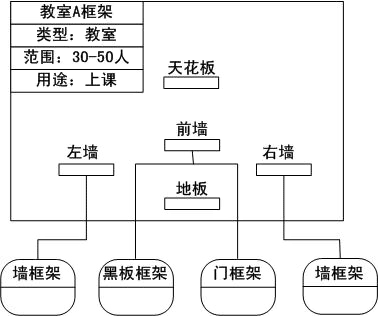 教室A框架
类型：教室
范围：30-50人
用途：上课
天花板
前墙
左墙
右墙
地板
墙框架
黑板框架
门框架
墙框架